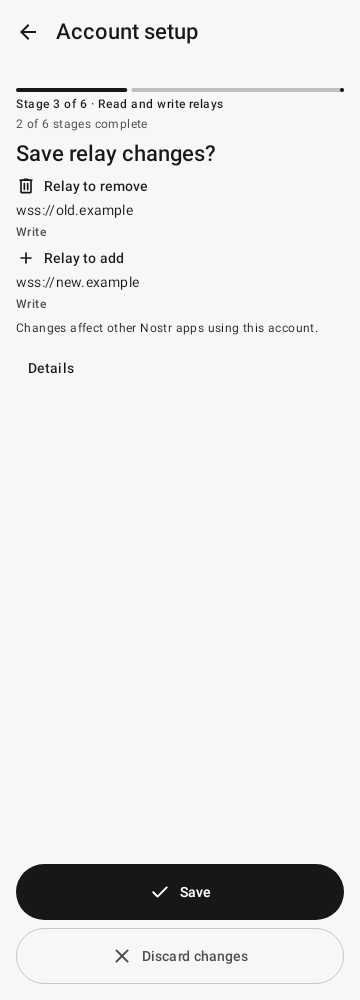 Account setup
Stage 3 of 6 · Read and write relays
2 of 6 stages complete
Save relay changes?
Relay to remove
wss://old.example
Write
Relay to add
wss://new.example
Write
Changes affect other Nostr apps using this account.
Details
Save
Discard changes